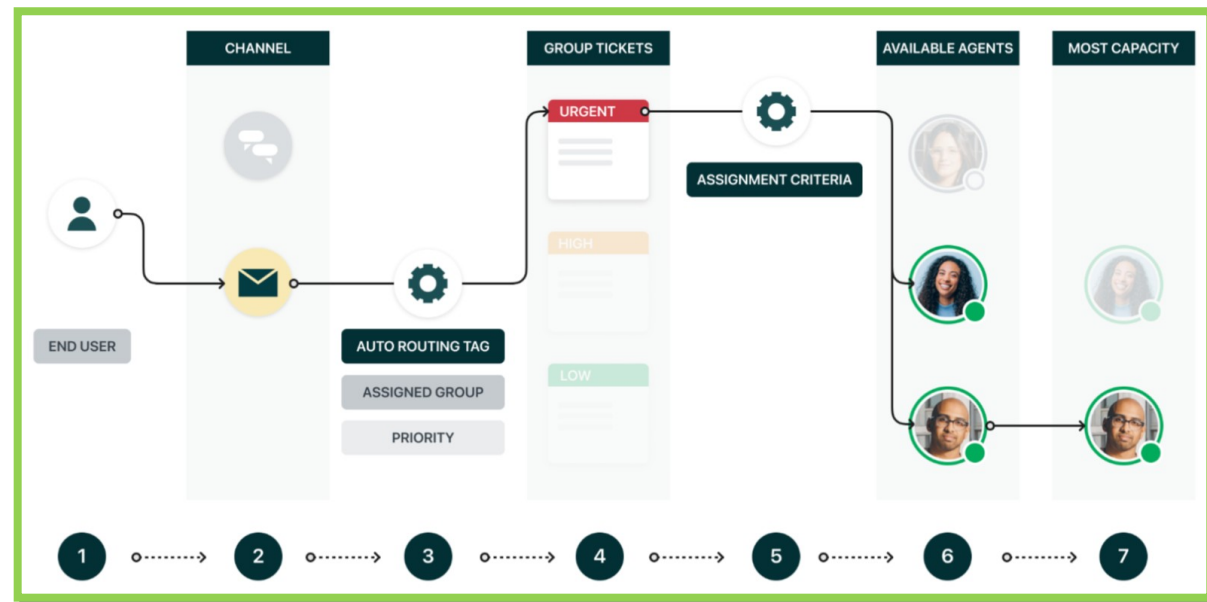 CHANNEL
GROUP TICKETS
AVAILABLE AGENTS
MOST CAPACITY
URGENT
ASSIGNMENT CRITERIA
HIGH
END USER
AUTO ROUTING TAG
ASSIGNED GROUP
PRIORITY
LOW
1
2
3
4
5
6
7